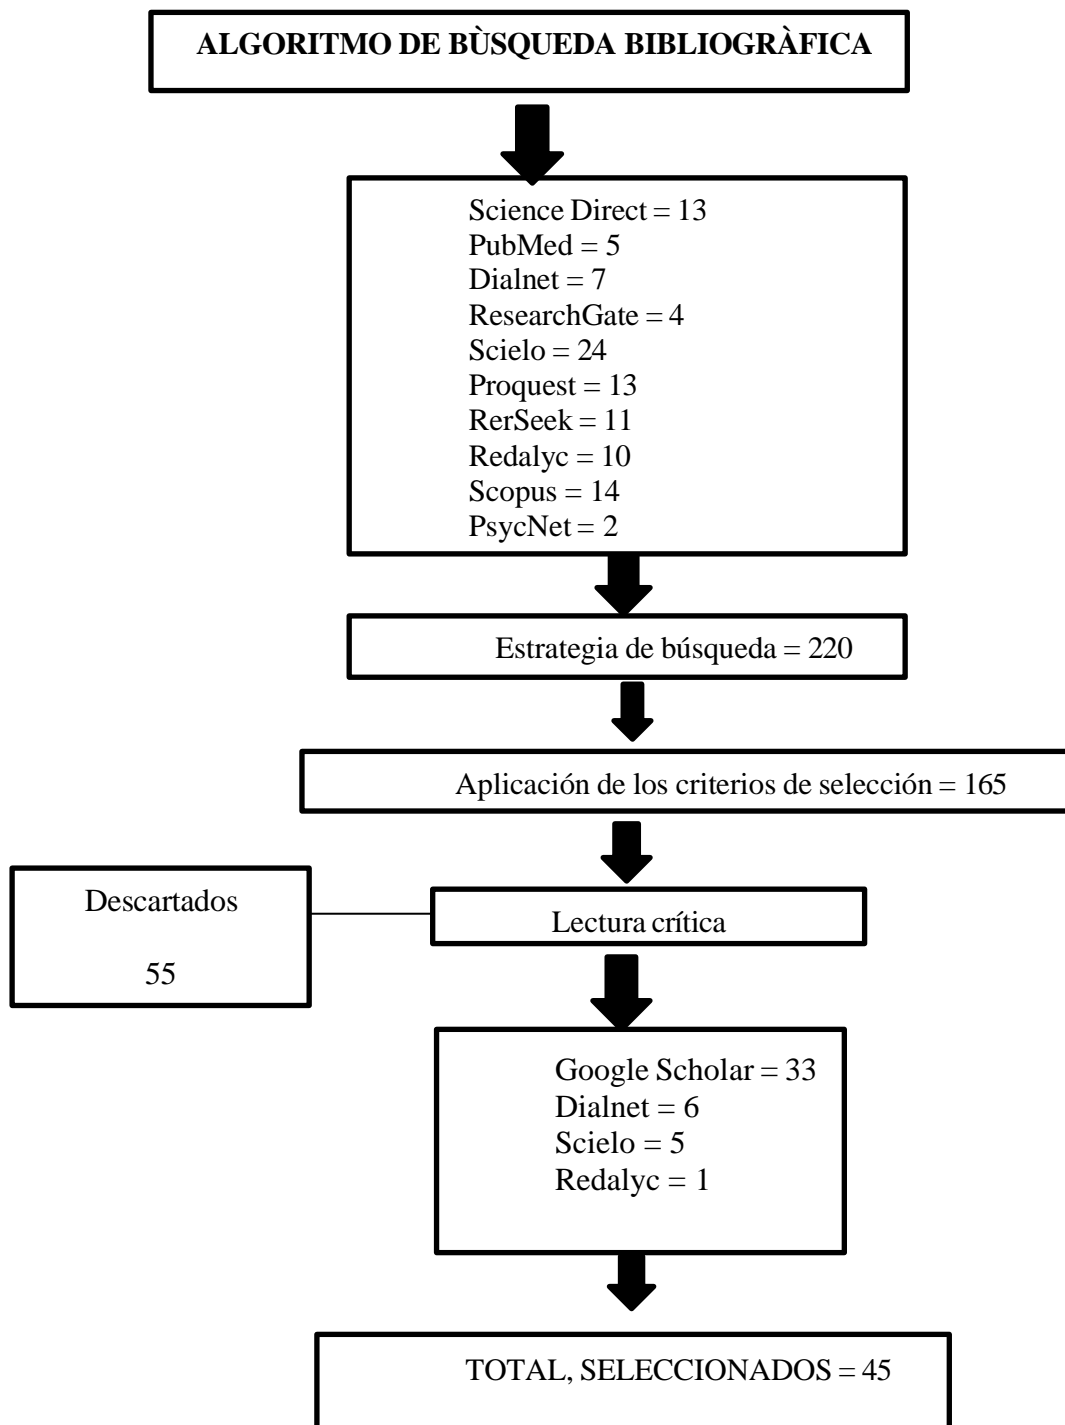 ALGORITMO DE BÙSQUEDA BIBLIOGRÀFICA
Science Direct = 13
PubMed = 5
Dialnet = 7
ResearchGate = 4
Scielo = 24
Proquest = 13
RerSeek = 11
Redalyc = 10
Scopus = 14
PsycNet = 2
Estrategia de búsqueda = 220
Aplicación de los criterios de selección = 165
Descartados
55
Lectura crítica
Google Scholar = 33
Dialnet = 6
Scielo = 5
Redalyc = 1
TOTAL, SELECCIONADOS = 45